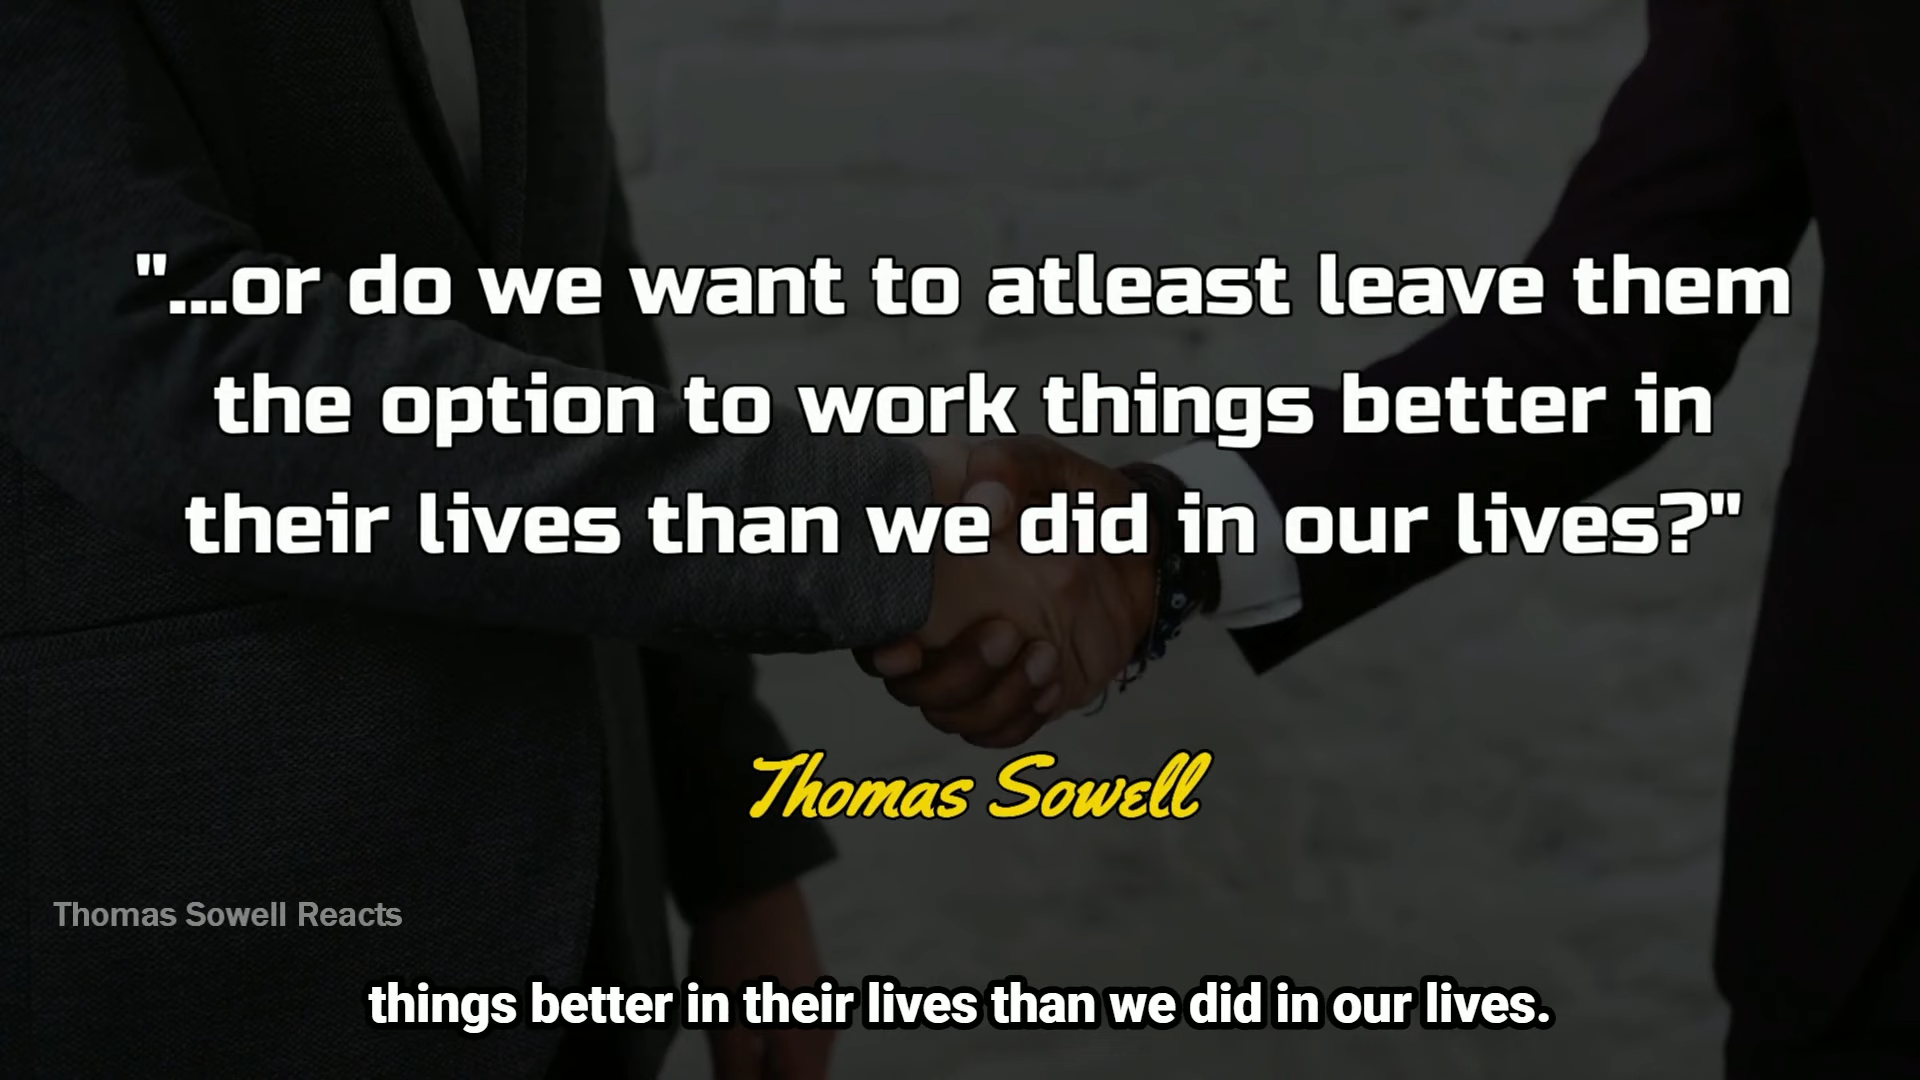 "...or do we want to atleast leave them
the option to work things better in
their lives than we did in our lives?"
Thomas Sowell
Thomas Sowell Reacts
things better in their lives than we did in our lives.